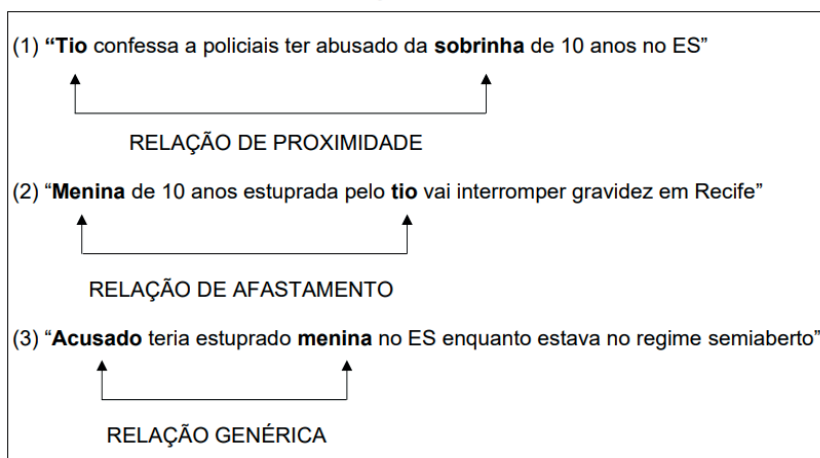 (1) “Tio confessa a policiais ter abusado da sobrinha de 10 anos no ES”
RELAÇÃO DE PROXIMIDADE
(2) “Menina de 10 anos estuprada pelo tio vai interromper gravidez em Recife”
RELAÇÃO DE AFASTAMENTO
(3) “Acusado teria estuprado menina no ES enquanto estava no regime semiaberto”
RELAÇÃO GENÉRICA